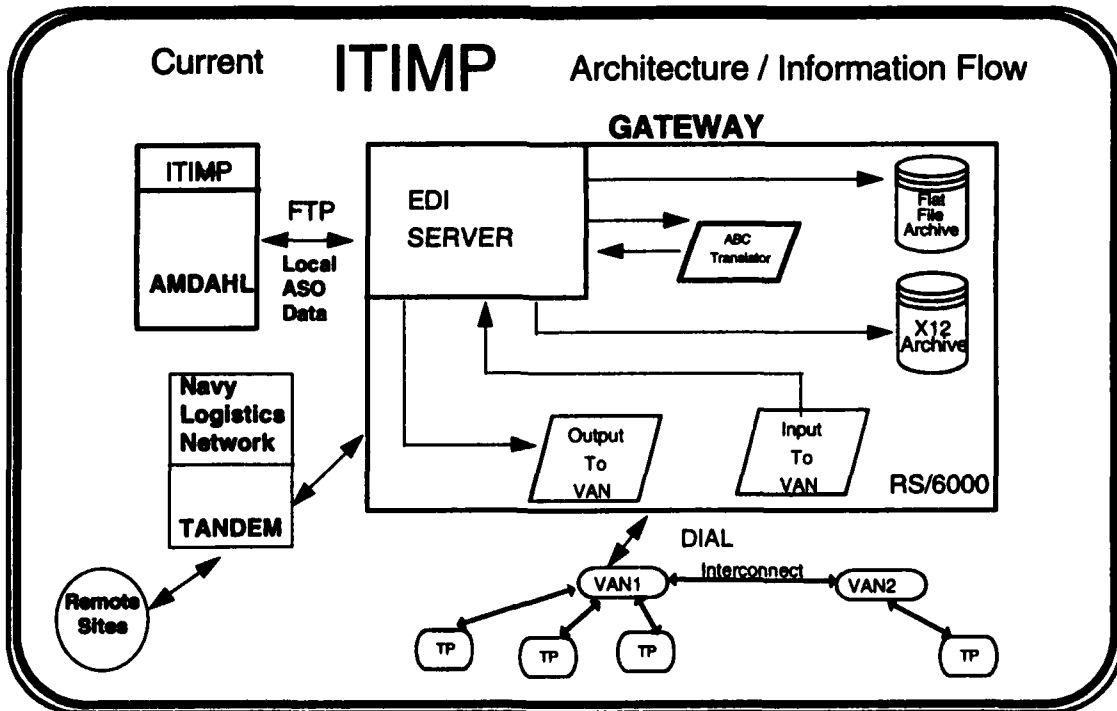 Current ITIMP Architecture / Information Flow
GATEWAY
ITIMP
AMDAHL
FTP
Local
ASO
Data
EDI
SERVER
ABC
Translator
Flat
File
Archive
X12
Archive
Navy
Logistics
Network
TANDEM
Output
To
VAN
Input
To
VAN
RS/6000
DIAL
Interconnect
VAN1
VAN2
Remote
Sites
TP
TP
TP
TP